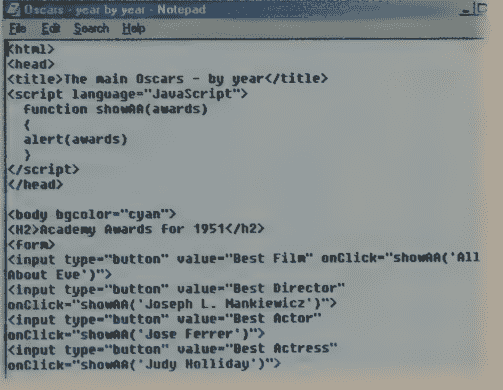 Oscars - year by year - Notepad
File Edit Search Help
<html>
<head>
<title>The main Oscars - by year</title>
<script language="JavaScript">
function showAA(awards)
{
alert(awards)
}
</script>
</head>
<body bgcolor="cyan">
<H2>Academy Awards for 1951</h2>
<form>
<input type="button" value="Best Film" onClick="showAA('All
About Eve')">
<input type="button" value="Best Director"
onClick="showAA('Joseph L. Mankiewicz')">
<input type="button" value="Best Actor"
onClick="showAA('Jose Ferrer')">
<input type="button" value="Best Actress"
onClick="showAA('Judy Holliday')">